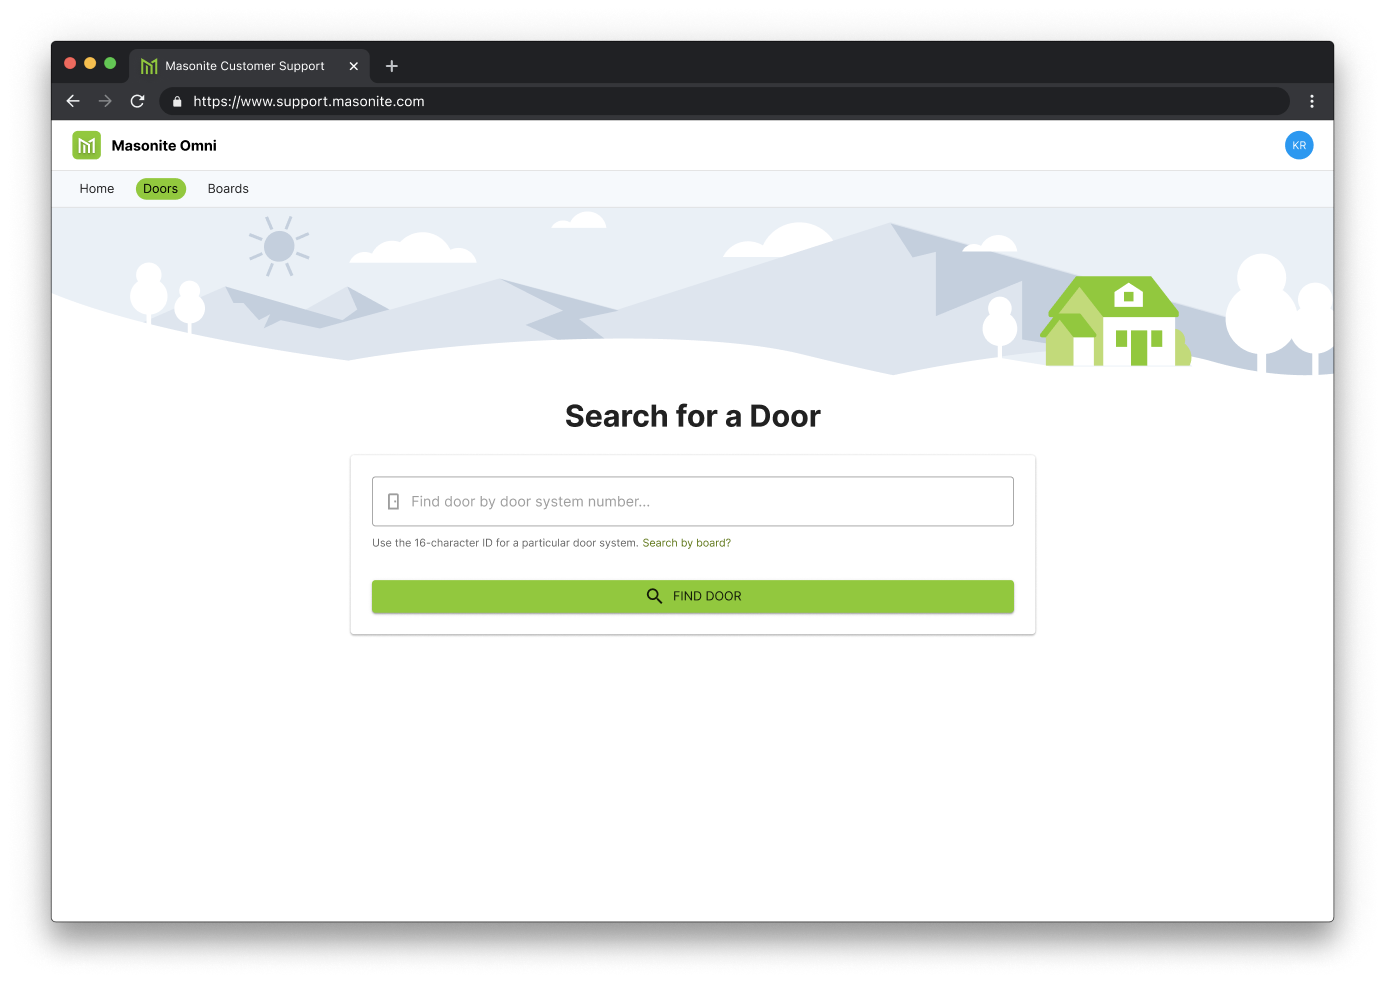 Masonite Customer Support
https://www.support.masonite.com
Masonite Omni
KR
Home Doors Boards
Search for a Door
Find door by door system number...
Use the 16-character ID for a particular door system. Search by board?
FIND DOOR